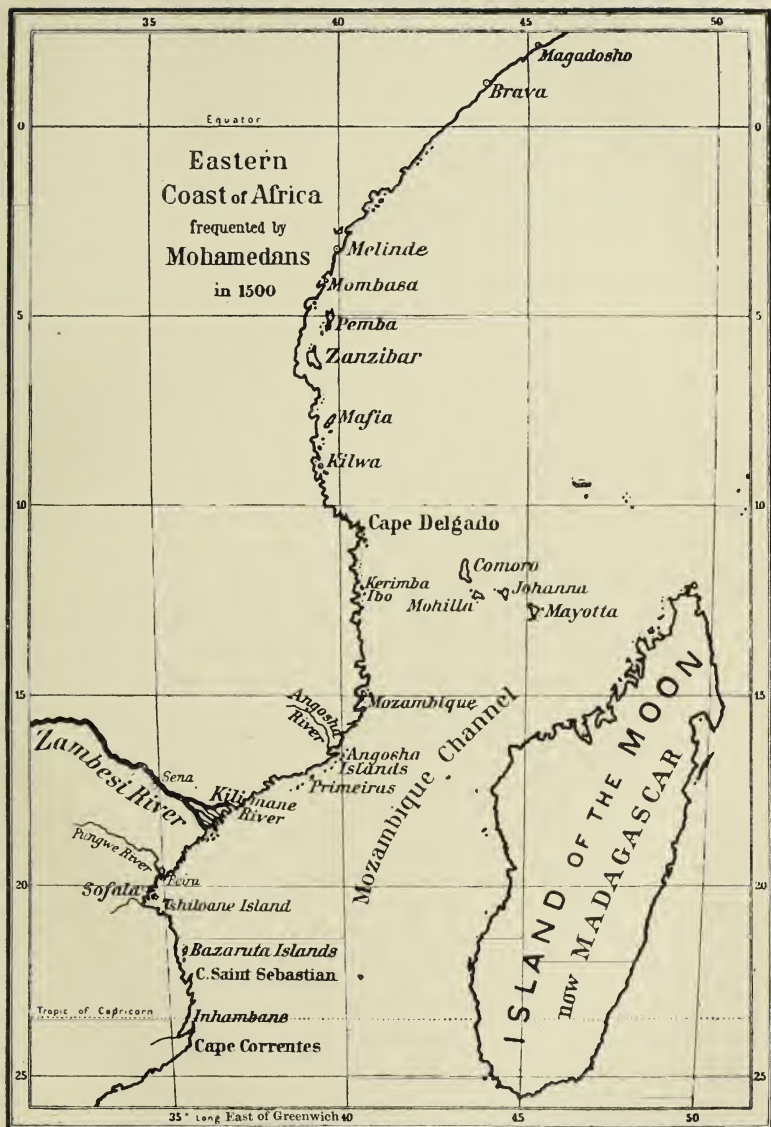 35 40 45 50
Magadosho
Brava
Equator
0 0
Eastern
Coast of Africa
frequented by
Mohamedans
in 1500
Melinde
Mombasa
5 5
Pemba
Zanzibar
Mafia
Kilwa
10 10
Cape Delgado
Comoro
Kerimba
Ibo
Johanna
Mohilla
Mayotta
15 15
Mozambique
Angosha
River
Angosha
Islands
Primeiras
Mozambique Channel
ISLAND OF THE MOON
now MADAGASCAR
Zambesi River
Sena
Kilimane
River
Pungwe River
Beira
20 20
Sofala
Tshiloane Island
Bazaruta Islands
C. Saint Sebastian
Tropic of Capricorn
Inhambane
Cape Correntes
25 25
35° Long East of Greenwich 40 45 50